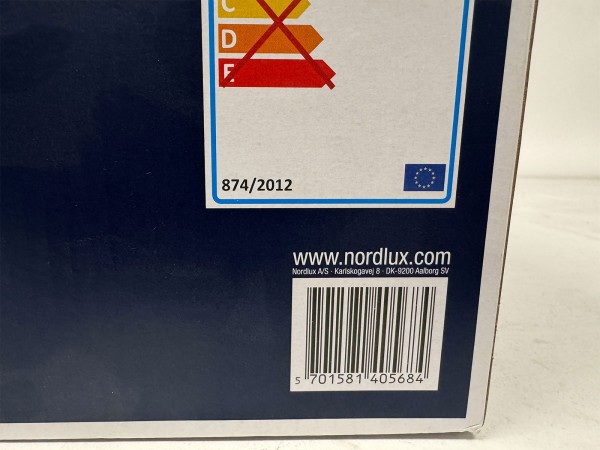 C
D
E
874/2012
www.nordlux.com
Nordlux A/S · Karlskogavej 8 · DK-9200 Aalborg SV
5 701581 405684